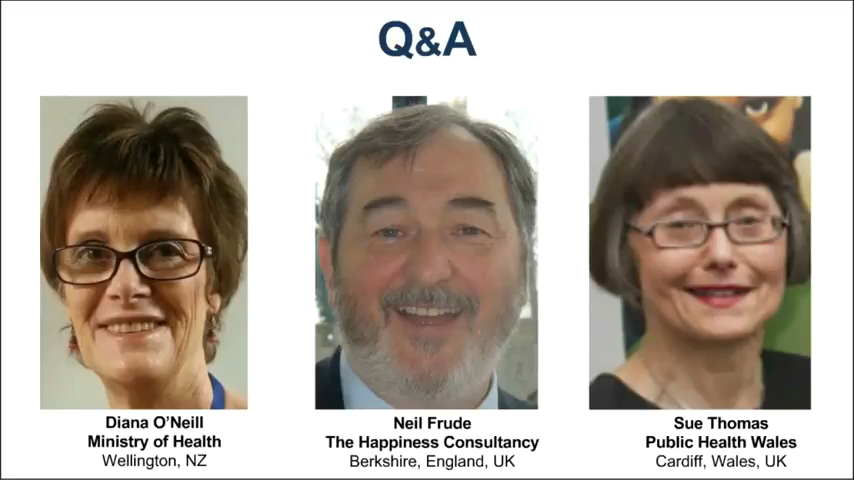 Q&A
Diana O'Neill
Ministry of Health
Wellington, NZ
Neil Frude
The Happiness Consultancy
Berkshire, England, UK
Sue Thomas
Public Health Wales
Cardiff, Wales, UK